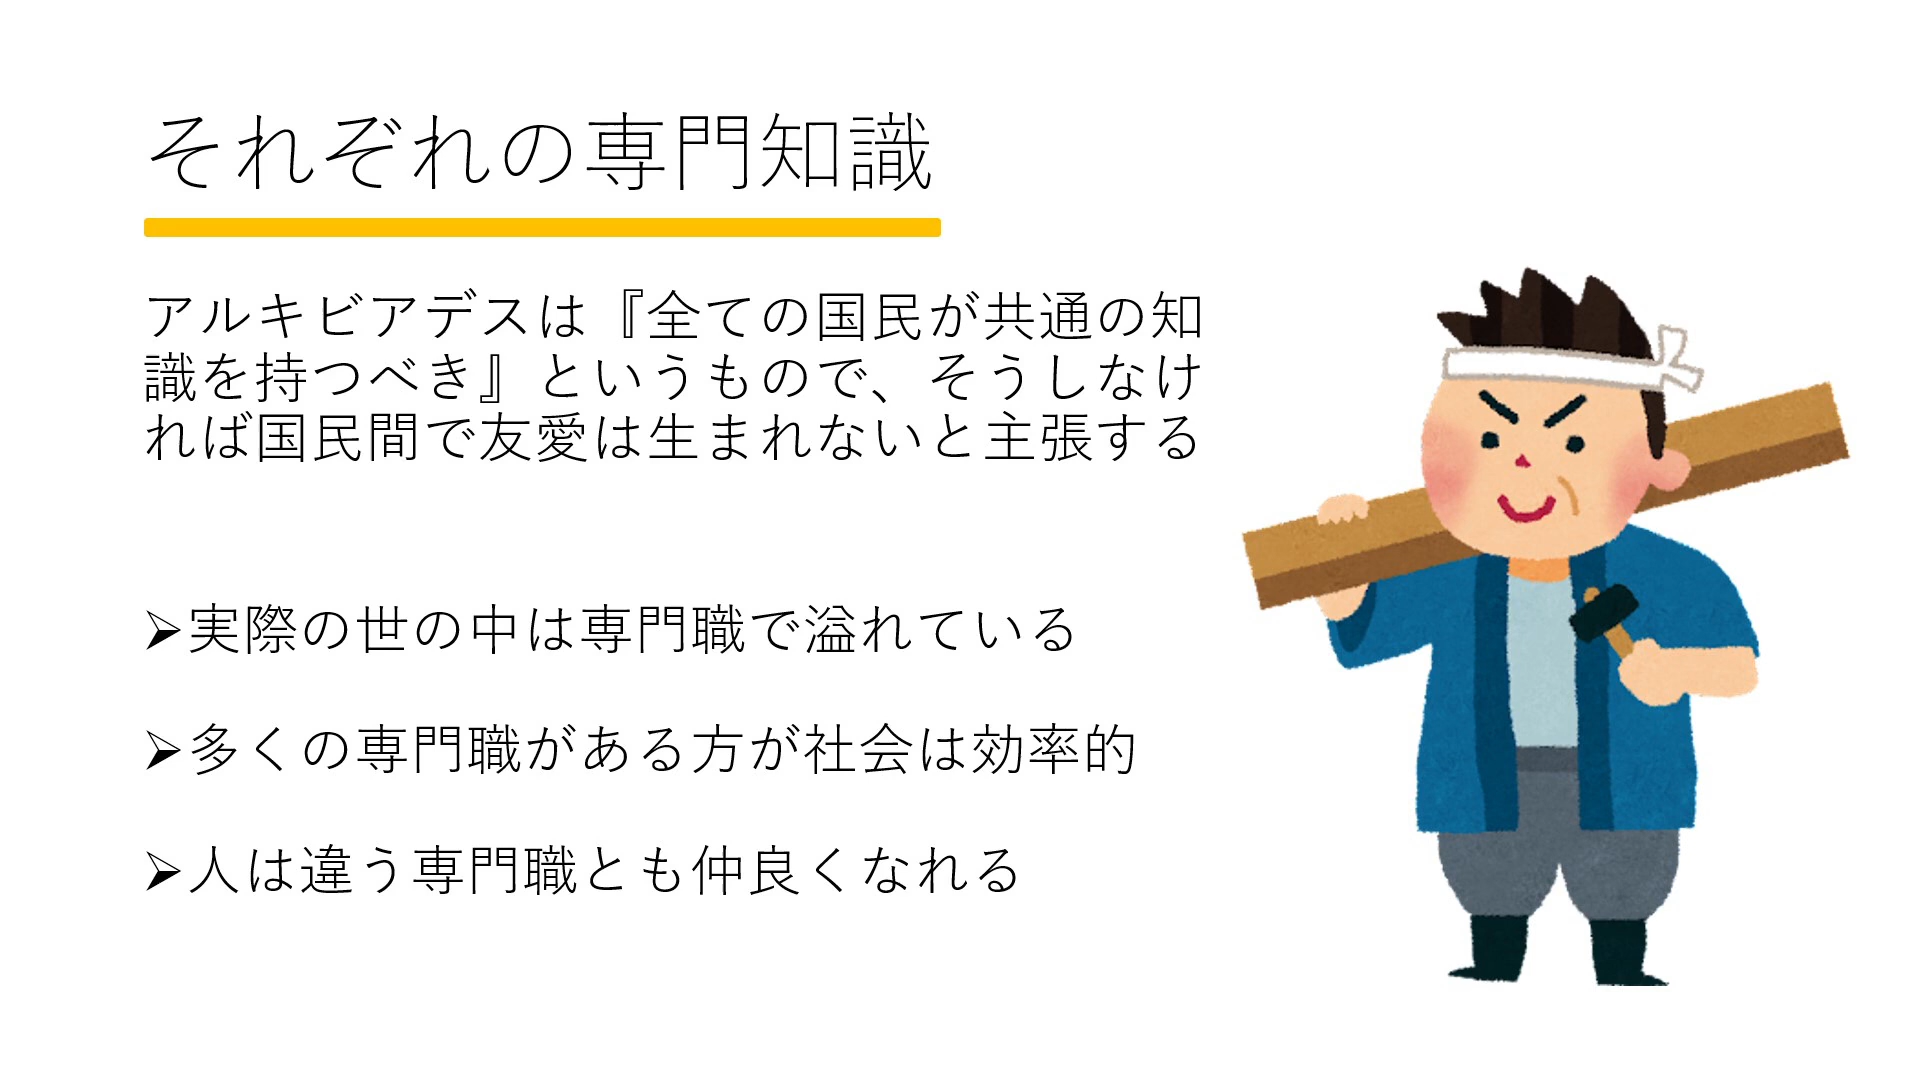 それぞれの専門知識
アルキビアデスは『全ての国民が共通の知
識を持つべき』というもので、そうしなけ
れば国民間で友愛は生まれないと主張する
➢実際の世の中は専門職で溢れている
➢多くの専門職がある方が社会は効率的
➢人は違う専門職とも仲良くなれる